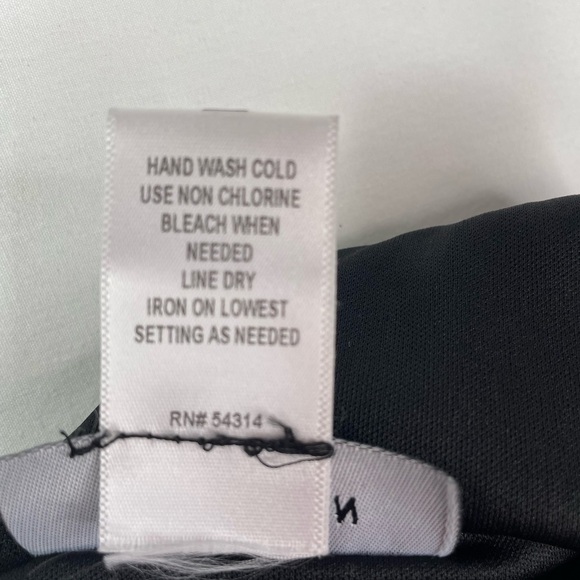 HAND WASH COLD
USE NON CHLORINE
BLEACH WHEN
NEEDED
LINE DRY
IRON ON LOWEST
SETTING AS NEEDED
RN# 54314
N